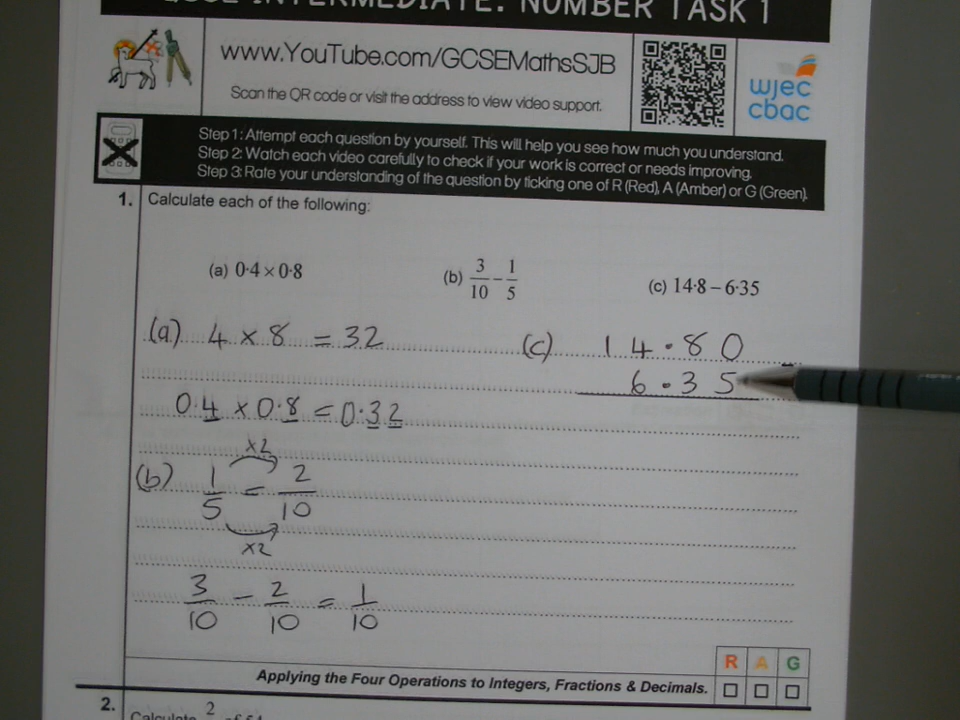 INTERMEDIATE: NUMBER TASK 1
www.YouTube.com/GCSEMathsSJB
Scan the QR code or visit the address to view video support.
wjec
cbac
Step 1: Attempt each question by yourself. This will help you see how much you understand.
Step 2: Watch each video carefully to check if your work is correct or needs improving.
Step 3: Rate your understanding of the question by ticking one of R (Red), A (Amber) or G (Green).
1. Calculate each of the following:
(a) 0·4 × 0·8 (b) 3/10 − 1/5 (c) 14·8 − 6·35
(a) 4 × 8 = 32
0.4 × 0.8 = 0.32
(b) 1/5 = 2/10
×2
×2
3/10 − 2/10 = 1/10
(c) 14.80
6.35
R A G
Applying the Four Operations to Integers, Fractions & Decimals.
2. Calculate 2